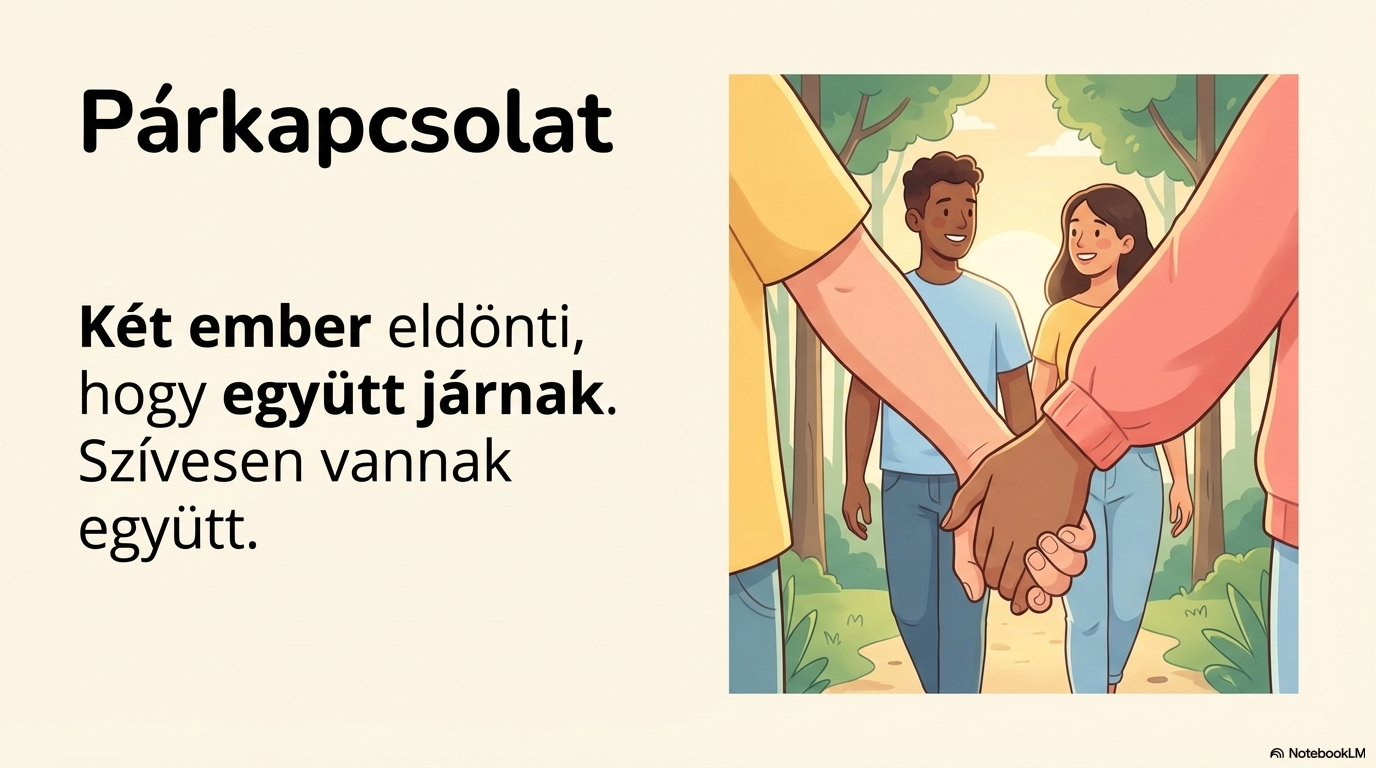 Párkapcsolat
Két ember eldönti,
hogy együtt járnak.
Szívesen vannak
együtt.
NotebookLM